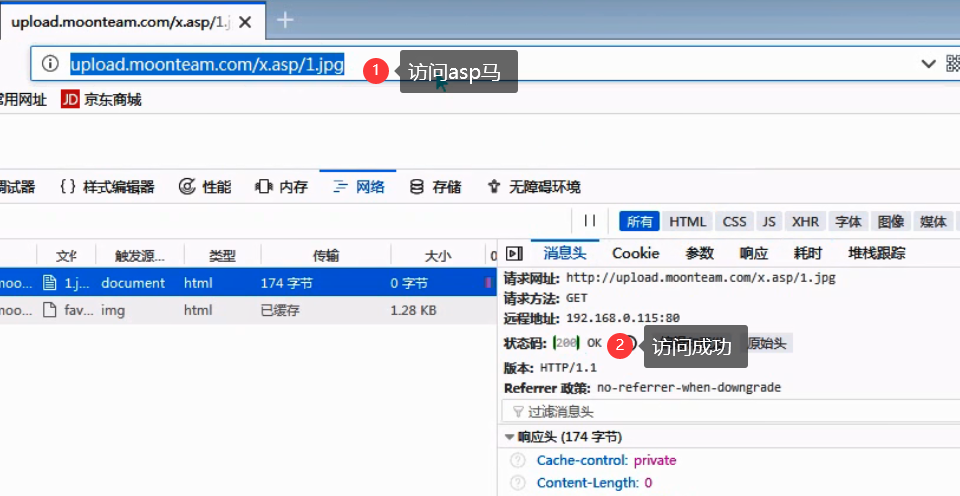 upload.moonteam.com/x.asp/1.j
upload.moonteam.com/x.asp/1.jpg
1 访问asp马
常用网址 JD 京东商城
调试器 {} 样式编辑器 性能 内存 网络 存储 无障碍环境
所有 HTML CSS JS XHR 字体 图像 媒体
文件 触发源... 类型 传输 大小 0
消息头 Cookie 参数 响应 耗时 堆栈跟踪
moo... 1.j... document html 174 字节 0 字节
moo... fav... img html 已缓存 1.28 KB
请求网址: http://upload.moonteam.com/x.asp/1.jpg
请求方法: GET
远程地址: 192.168.0.115:80
状态码: 200 OK 2 访问成功 原始头
版本: HTTP/1.1
Referrer 政策: no-referrer-when-downgrade
过滤消息头
响应头 (174 字节)
Cache-control: private
Content-Length: 0